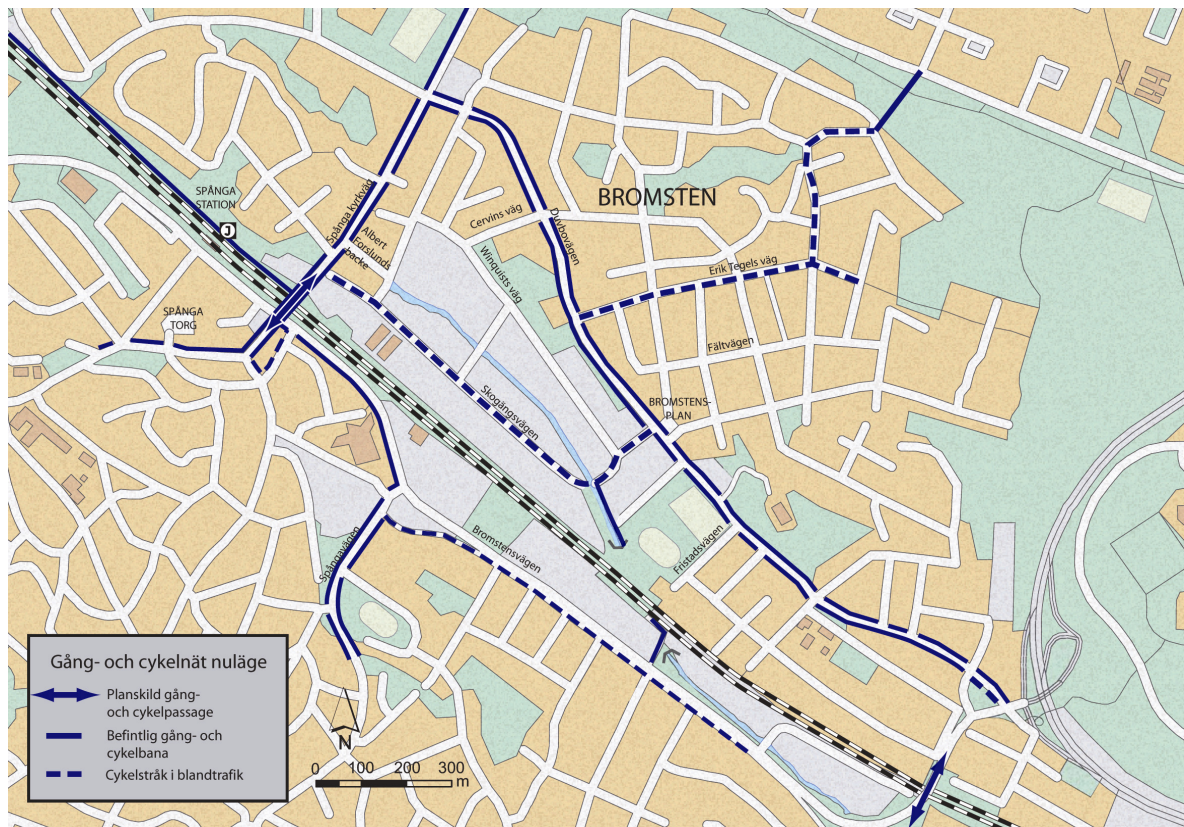 BROMSTEN
SPÅNGA
STATION
J
Spånga kyrkväg
Albert
Forslunds
backe
Cervins väg
Duvbovägen
Winquists väg
Erik Tegels väg
SPÅNGA
TORG
Fältvägen
Skogängsvägen
BROMSTENS-
PLAN
Bromstensvägen
Spångavägen
Fristadsvägen
Gång- och cykelnät nuläge
Planskild gång-
och cykelpassage
Befintlig gång- och
cykelbana
Cykelstråk i blandtrafik
N
0 100 200 300
m